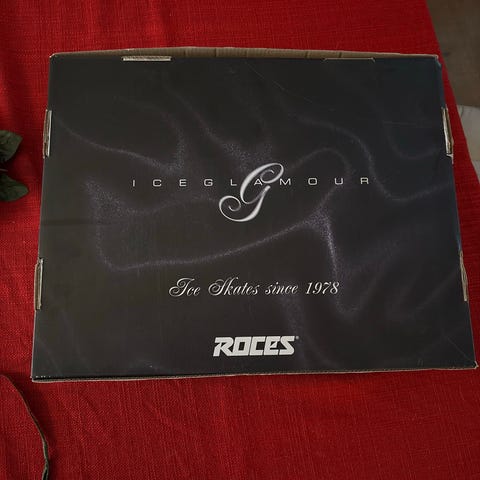 ICEGLAMOUR
G
Ice Skates since 1978
ROCES®